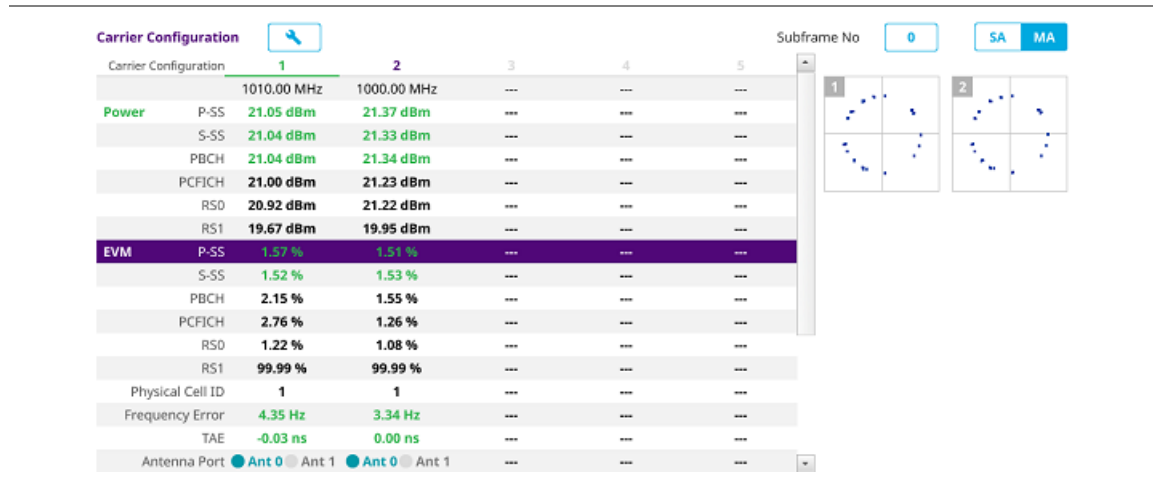 Carrier Configuration Subframe No 0 SA MA
Carrier Configuration 1 2 3 4 5
1010.00 MHz 1000.00 MHz --- --- --- 1 2
Power P-SS 21.05 dBm 21.37 dBm --- --- ---
S-SS 21.04 dBm 21.33 dBm --- --- ---
PBCH 21.04 dBm 21.34 dBm --- --- ---
PCFICH 21.00 dBm 21.23 dBm --- --- ---
RS0 20.92 dBm 21.22 dBm --- --- ---
RS1 19.67 dBm 19.95 dBm --- --- ---
EVM P-SS 1.57 % 1.51 % --- --- ---
S-SS 1.52 % 1.53 % --- --- ---
PBCH 2.15 % 1.55 % --- --- ---
PCFICH 2.76 % 1.26 % --- --- ---
RS0 1.22 % 1.08 % --- --- ---
RS1 99.99 % 99.99 % --- --- ---
Physical Cell ID 1 1 --- --- ---
Frequency Error 4.35 Hz 3.34 Hz --- --- ---
TAE -0.03 ns 0.00 ns --- --- ---
Antenna Port Ant 0 Ant 1 Ant 0 Ant 1 --- --- ---